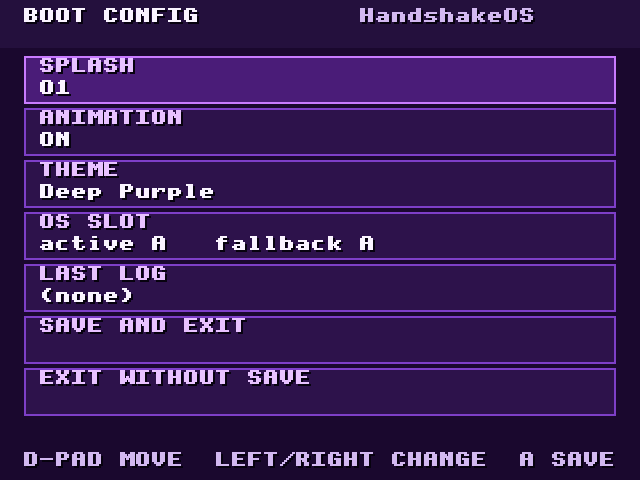 BOOT CONFIG HandshakeOS
SPLASH
01
ANIMATION
ON
THEME
Deep Purple
OS SLOT
active A fallback A
LAST LOG
(none)
SAVE AND EXIT
EXIT WITHOUT SAVE
D-PAD MOVE LEFT/RIGHT CHANGE A SAVE